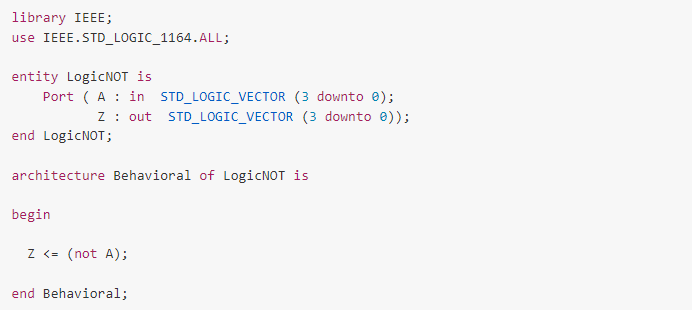 library IEEE;
use IEEE.STD_LOGIC_1164.ALL;
entity LogicNOT is
    Port ( A : in  STD_LOGIC_VECTOR (3 downto 0);
           Z : out  STD_LOGIC_VECTOR (3 downto 0));
end LogicNOT;
architecture Behavioral of LogicNOT is
begin
  Z <= (not A);
end Behavioral;